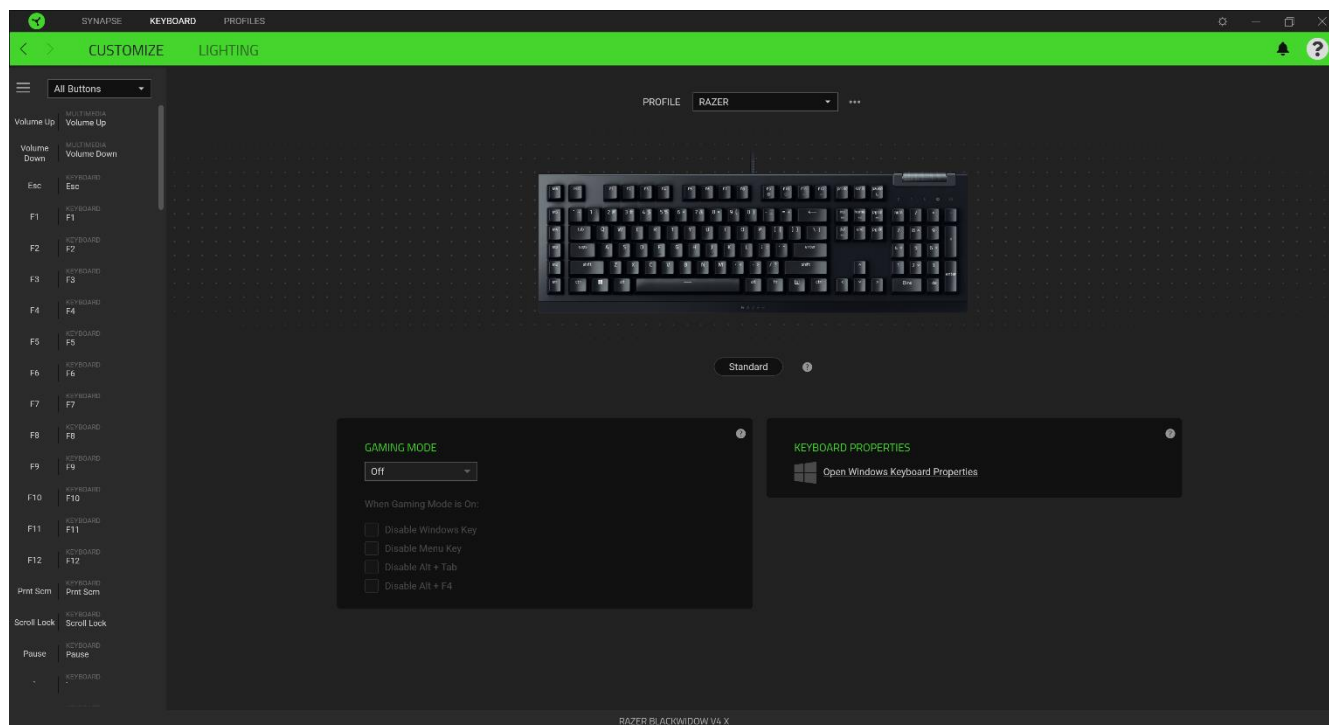 SYNAPSE KEYBOARD PROFILES
CUSTOMIZE LIGHTING
All Buttons
PROFILE RAZER
Volume Up MULTIMEDIA Volume Up
Volume Down MULTIMEDIA Volume Down
Esc KEYBOARD Esc
F1 KEYBOARD F1
F2 KEYBOARD F2
F3 KEYBOARD F3
F4 KEYBOARD F4
F5 KEYBOARD F5
F6 KEYBOARD F6
F7 KEYBOARD F7
F8 KEYBOARD F8
F9 KEYBOARD F9
F10 KEYBOARD F10
F11 KEYBOARD F11
F12 KEYBOARD F12
Prnt Scrn KEYBOARD Prnt Scrn
Scroll Lock KEYBOARD Scroll Lock
Pause KEYBOARD Pause
KEYBOARD
Standard
GAMING MODE
Off
When Gaming Mode is On:
Disable Windows Key
Disable Menu Key
Disable Alt + Tab
Disable Alt + F4
KEYBOARD PROPERTIES
Open Windows Keyboard Properties
RAZER BLACKWIDOW V4 X